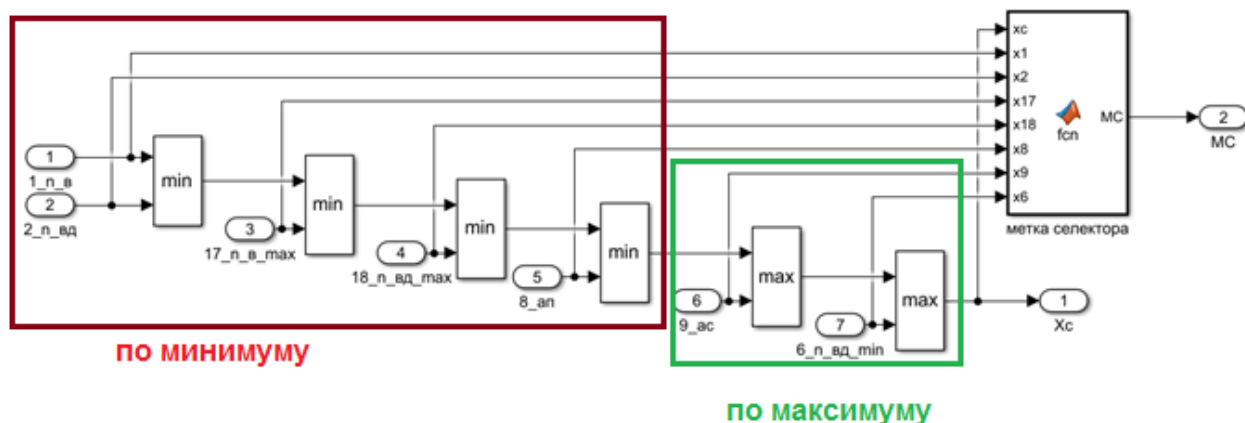 xc
x1
x2
x17
x18
x8
x9
x6
fcn
MC
2
MC
метка селектора
1
1_n_в
2
2_n_вд
min
3
17_n_в_max
min
4
18_n_вд_max
min
5
8_ап
min
6
9_ас
max
7
6_n_вд_min
max
1
Xc
по минимуму
по максимуму